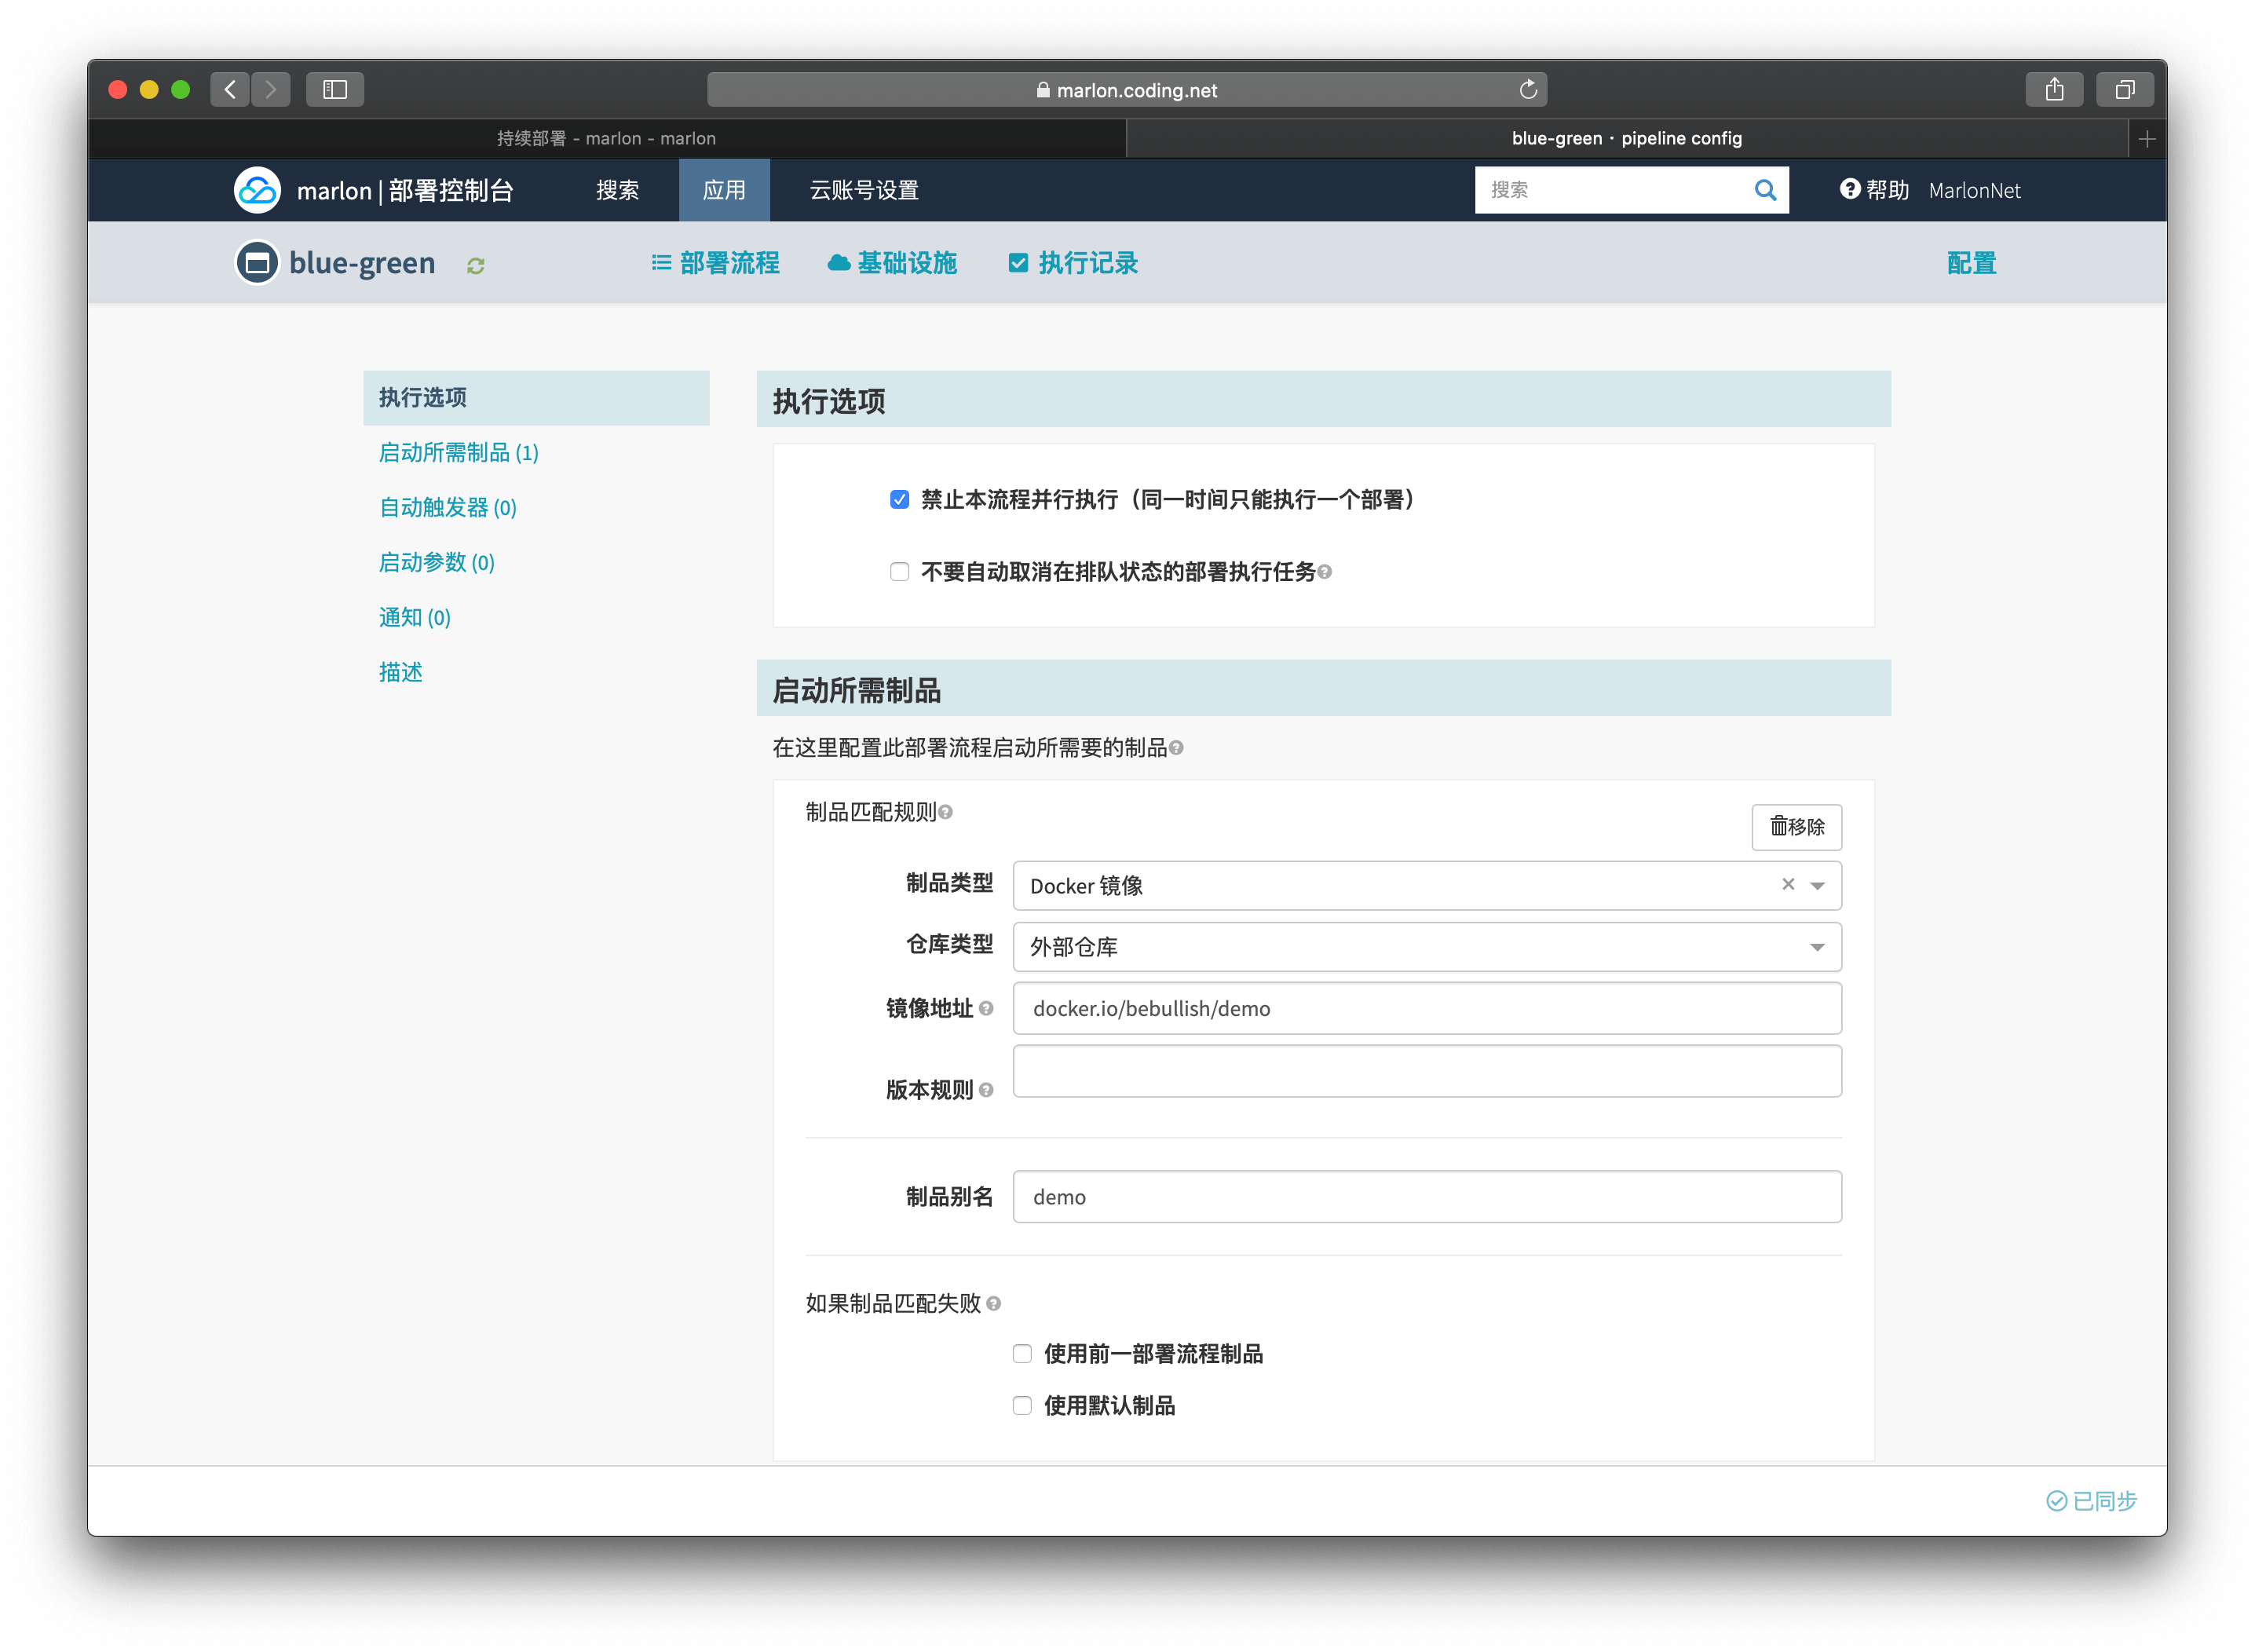 marlon.coding.net
持续部署 - marlon - marlon
blue-green · pipeline config
marlon | 部署控制台
搜索
应用
云账号设置
搜索
帮助
MarlonNet
blue-green
部署流程
基础设施
执行记录
配置
执行选项
启动所需制品 (1)
自动触发器 (0)
启动参数 (0)
通知 (0)
描述
执行选项
禁止本流程并行执行（同一时间只能执行一个部署）
不要自动取消在排队状态的部署执行任务
启动所需制品
在这里配置此部署流程启动所需要的制品
制品匹配规则
移除
制品类型
Docker 镜像
仓库类型
外部仓库
镜像地址
docker.io/bebullish/demo
版本规则
制品别名
demo
如果制品匹配失败
使用前一部署流程制品
使用默认制品
已同步